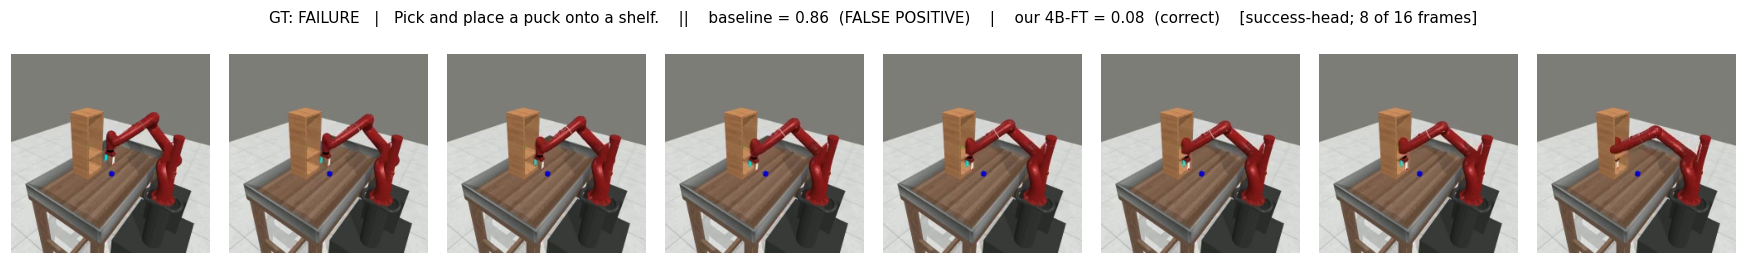 GT: FAILURE | Pick and place a puck onto a shelf. || baseline = 0.86 (FALSE POSITIVE) | our 4B-FT = 0.08 (correct) [success-head; 8 of 16 frames]